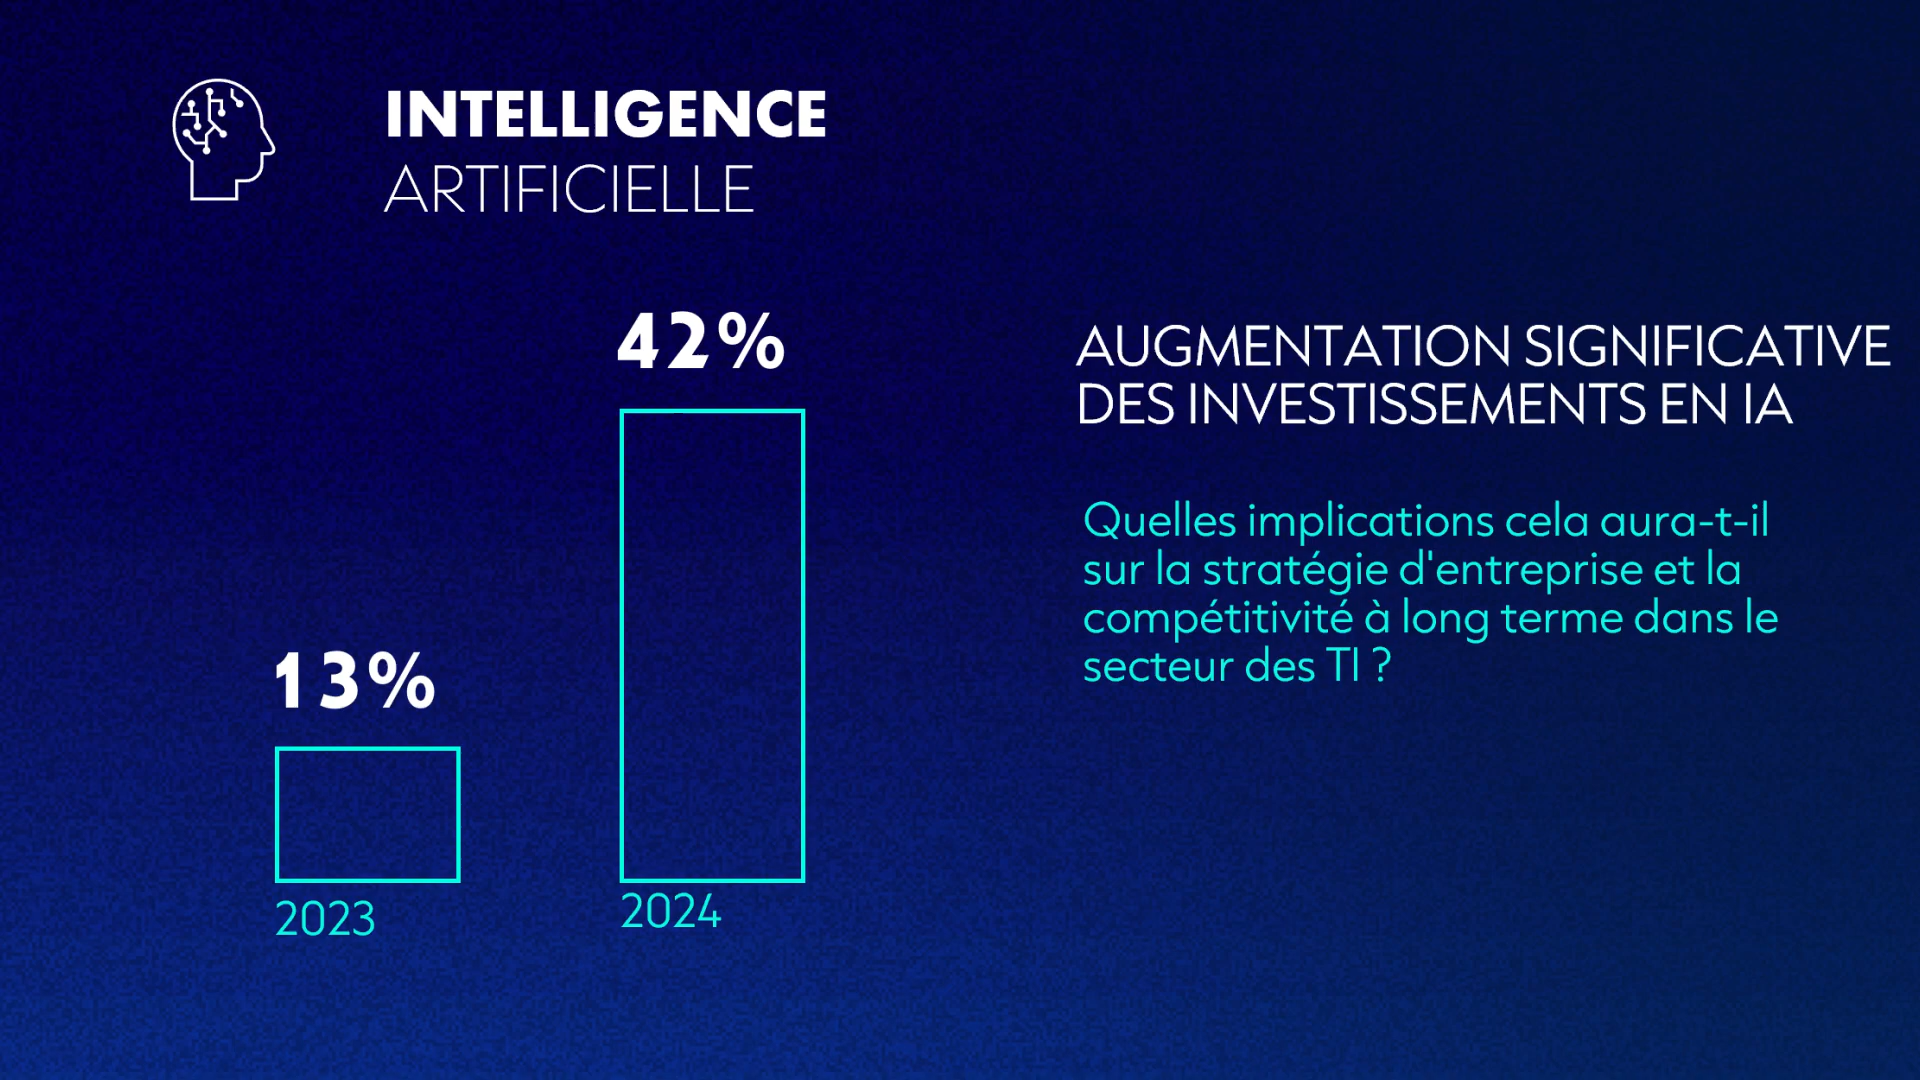 INTELLIGENCE
ARTIFICIELLE
42%
13%
2023
2024
AUGMENTATION SIGNIFICATIVE
DES INVESTISSEMENTS EN IA
Quelles implications cela aura-t-il
sur la stratégie d'entreprise et la
compétitivité à long terme dans le
secteur des TI ?